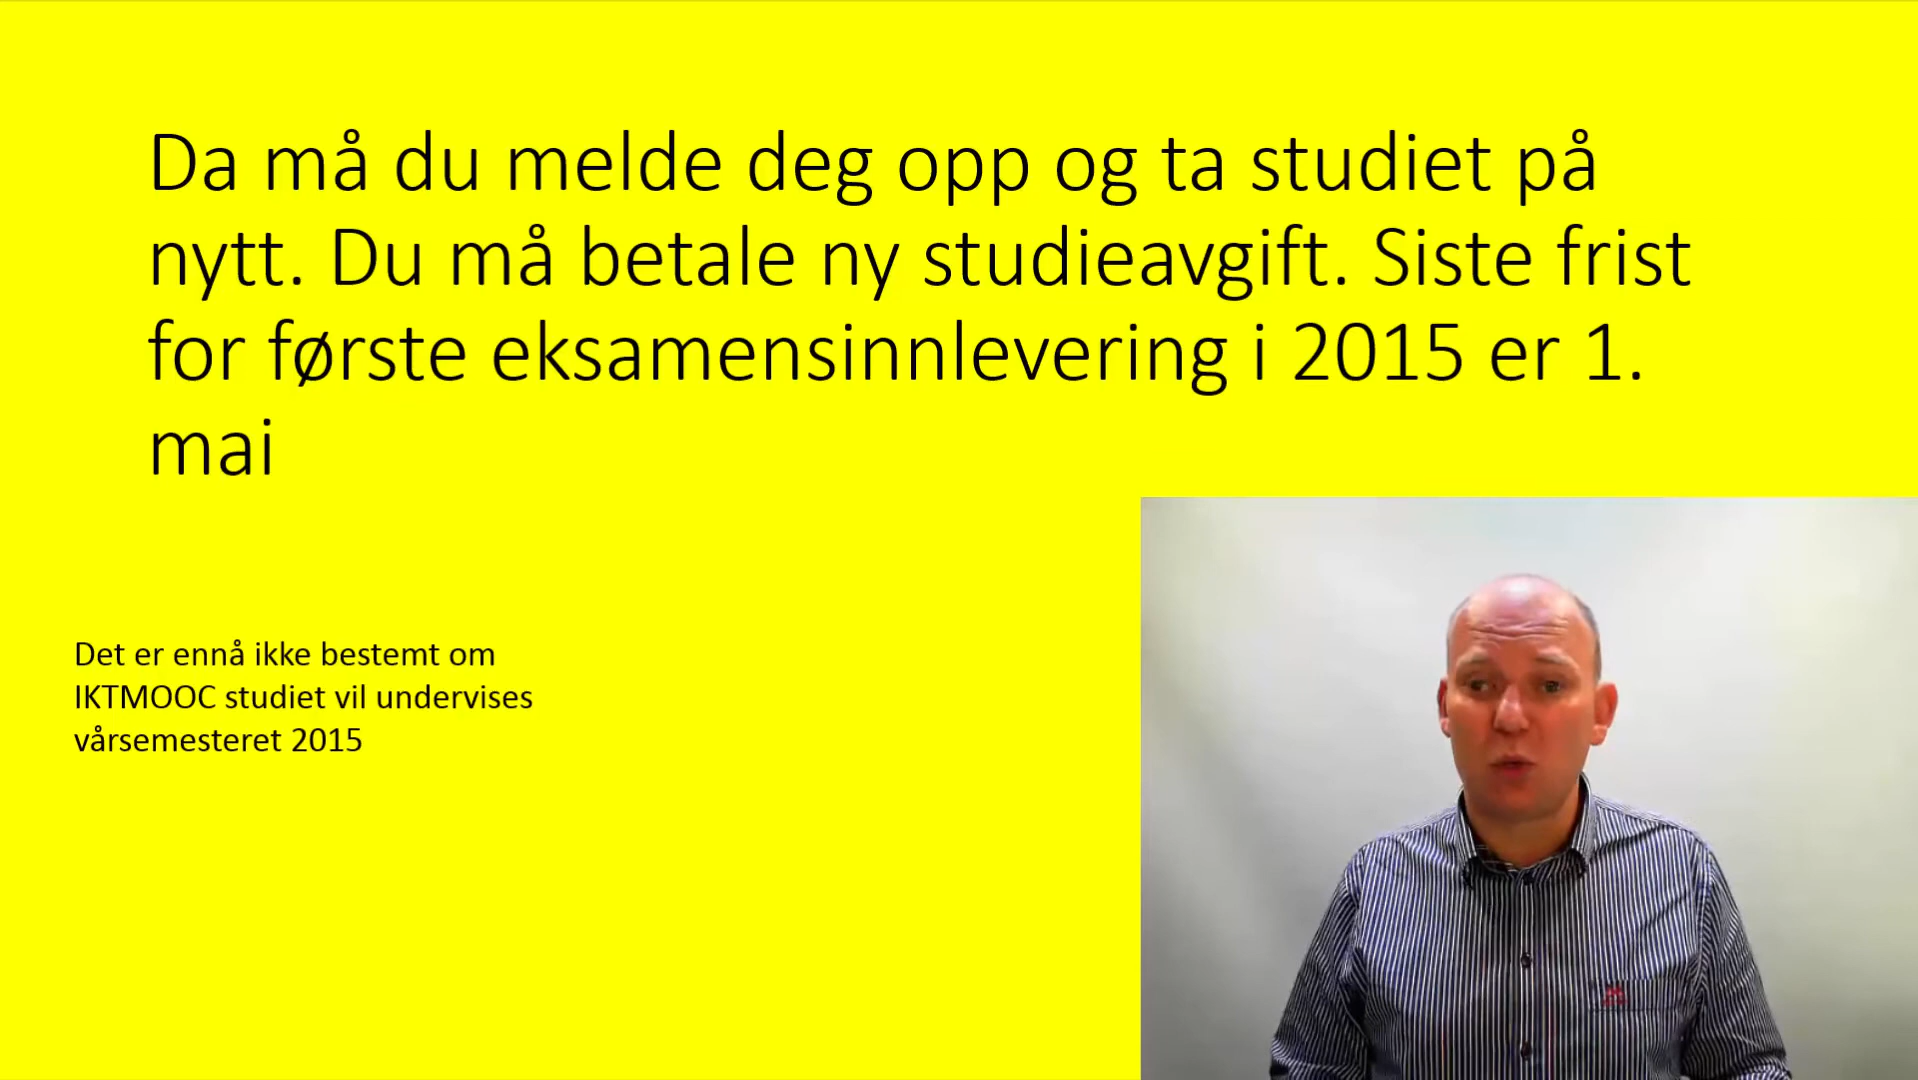 Da må du melde deg opp og ta studiet på
nytt. Du må betale ny studieavgift. Siste frist
for første eksamensinnlevering i 2015 er 1.
mai
Det er ennå ikke bestemt om
IKTMOOC studiet vil undervises
vårsemesteret 2015